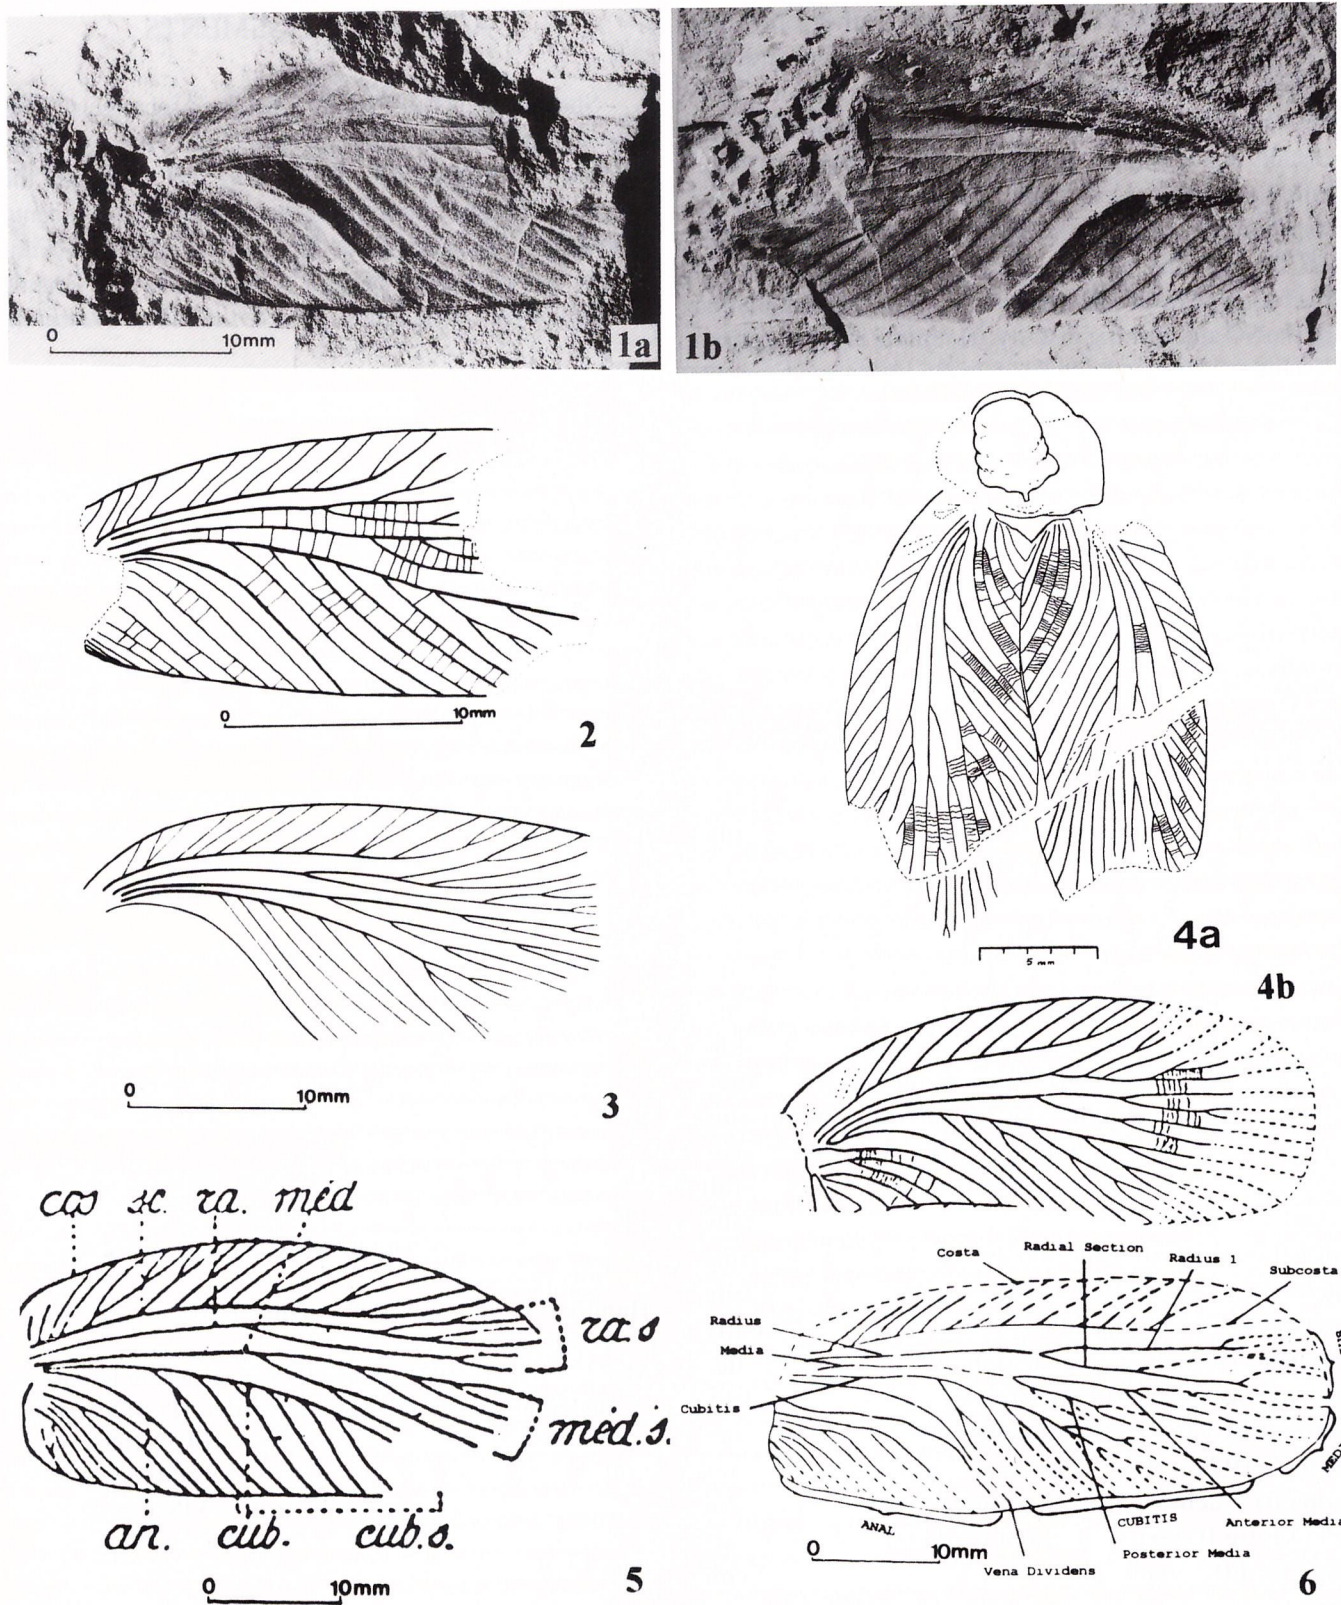 0 10mm 1a
1b
0 10mm
2
0 10mm
3
4a
5 mm
4b
cos sc. ra. méd
ra.s
méd.s.
an. cub. cub.s.
0 10mm
5
Costa
Radial Section
Radius 1
Subcosta
Radius
Media
Cubitis
ANAL
CUBITIS
Anterior Media
Posterior Media
Vena Dividens
0 10mm
6